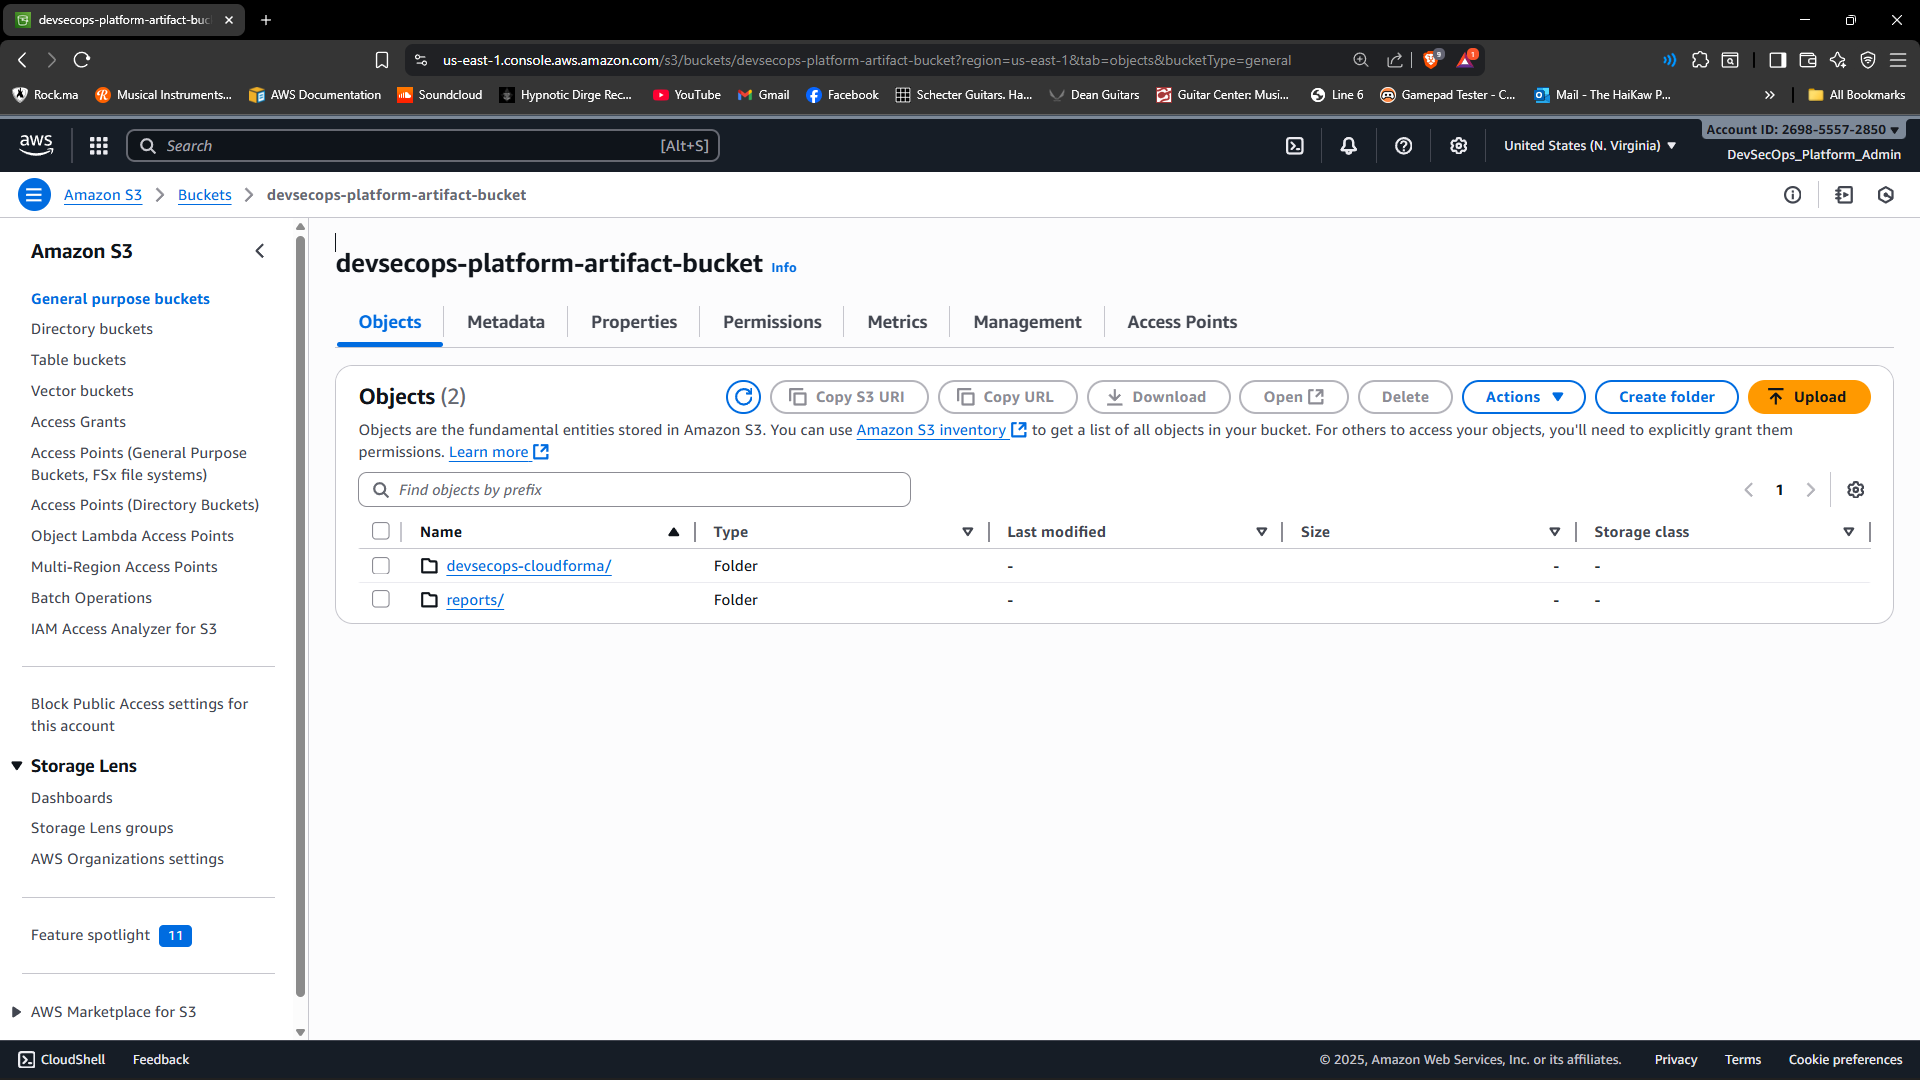 devsecops-platform-artifact-buc
us-east-1.console.aws.amazon.com/s3/buckets/devsecops-platform-artifact-bucket?region=us-east-1&tab=objects&bucketType=general
9
1
Rock.ma
Musical Instruments...
AWS Documentation
Soundcloud
Hypnotic Dirge Rec...
YouTube
Gmail
Facebook
Schecter Guitars. Ha...
Dean Guitars
Guitar Center: Musi...
Line 6
Gamepad Tester - C...
Mail - The HaiKaw P...
All Bookmarks
aws
Search
[Alt+S]
United States (N. Virginia)
Account ID: 2698-5557-2850
DevSecOps_Platform_Admin
Amazon S3
Buckets
devsecops-platform-artifact-bucket
Amazon S3
General purpose buckets
Directory buckets
Table buckets
Vector buckets
Access Grants
Access Points (General Purpose
Buckets, FSx file systems)
Access Points (Directory Buckets)
Object Lambda Access Points
Multi-Region Access Points
Batch Operations
IAM Access Analyzer for S3
Block Public Access settings for
this account
Storage Lens
Dashboards
Storage Lens groups
AWS Organizations settings
Feature spotlight 11
AWS Marketplace for S3
devsecops-platform-artifact-bucket Info
Objects
Metadata
Properties
Permissions
Metrics
Management
Access Points
Objects (2)
Copy S3 URI
Copy URL
Download
Open
Delete
Actions
Create folder
Upload
Objects are the fundamental entities stored in Amazon S3. You can use Amazon S3 inventory to get a list of all objects in your bucket. For others to access your objects, you'll need to explicitly grant them
permissions. Learn more
Find objects by prefix
1
Name Type Last modified Size Storage class
devsecops-cloudforma/ Folder - - -
reports/ Folder - - -
CloudShell
Feedback
© 2025, Amazon Web Services, Inc. or its affiliates.
Privacy
Terms
Cookie preferences